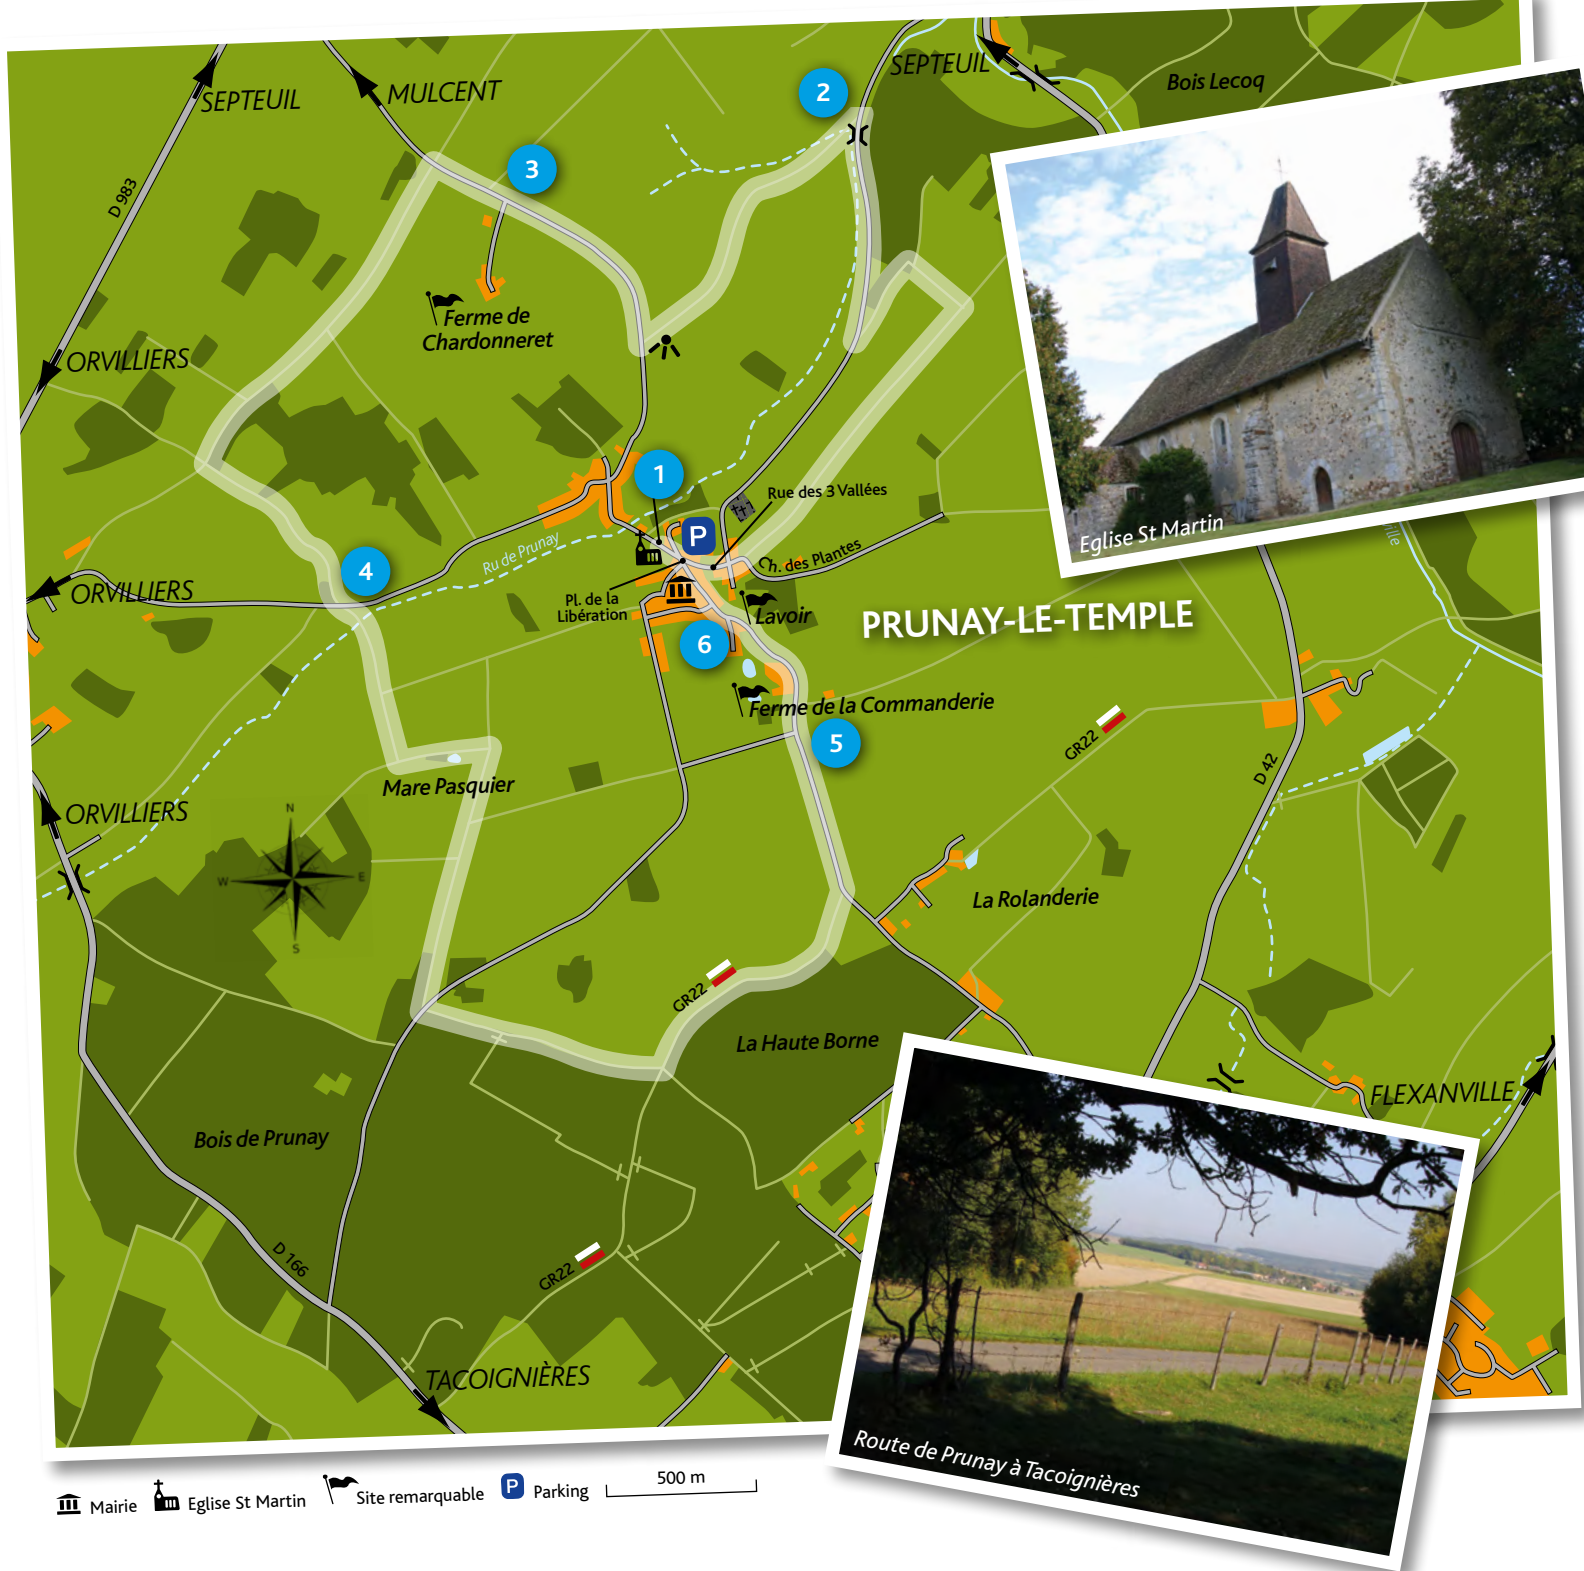 SEPTEUIL
MULCENT
2
SEPTEUIL
Bois Lecoq
3
D 983
Ferme de
Chardonneret
ORVILLIERS
1
Rue des 3 Vallées
P
Ru de Prunay
Ch. des Plantes
Eglise St Martin
ville
4
ORVILLIERS
Pl. de la
Libération
Lavoir
PRUNAY-LE-TEMPLE
6
Ferme de la Commanderie
5
GR22
D 42
Mare Pasquier
ORVILLIERS
N
W
E
S
La Rolanderie
GR22
La Haute Borne
FLEXANVILLE
Bois de Prunay
D 166
GR22
TACOIGNIÈRES
Route de Prunay à Tacoignières
Mairie
Eglise St Martin
Site remarquable
P
Parking
500 m